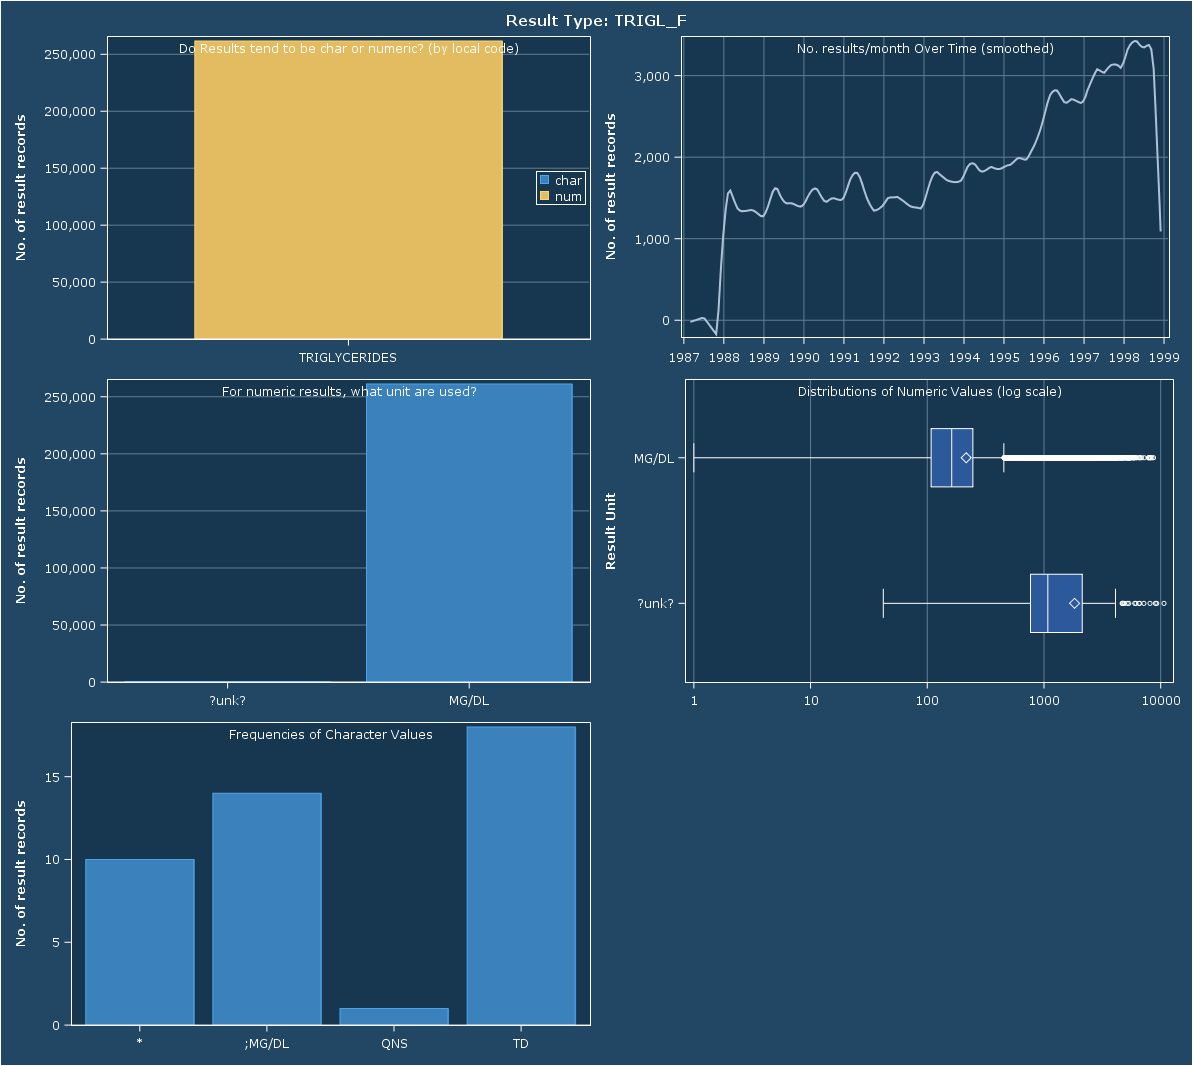 Result Type: TRIGL_F
Do Results tend to be char or numeric? (by local code)
No. of result records
250,000
200,000
150,000
100,000
50,000
0
char
num
TRIGLYCERIDES
No. results/month Over Time (smoothed)
No. of result records
3,000
2,000
1,000
0
1987 1988 1989 1990 1991 1992 1993 1994 1995 1996 1997 1998 1999
For numeric results, what unit are used?
No. of result records
250,000
200,000
150,000
100,000
50,000
0
?unk? MG/DL
Distributions of Numeric Values (log scale)
Result Unit
MG/DL
?unk?
1 10 100 1000 10000
Frequencies of Character Values
No. of result records
15
10
5
0
* ;MG/DL QNS TD